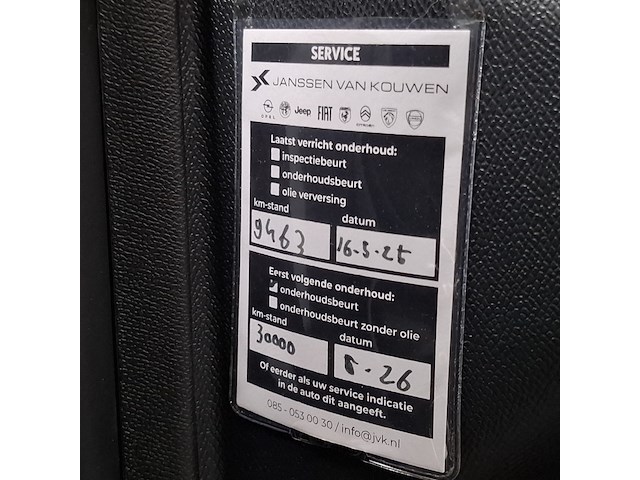 SERVICE
JANSSEN VAN KOUWEN
OPEL Jeep FIAT CITROËN
Laatst verricht onderhoud:
inspectiebeurt
onderhoudsbeurt
olie verversing
km-stand datum
9463 16-5-25
Eerst volgende onderhoud:
onderhoudsbeurt
onderhoudsbeurt zonder olie
km-stand datum
30000 5-26
Of eerder als uw service indicatie
in de auto dit aangeeft.
085 - 053 00 30 / info@jvk.nl